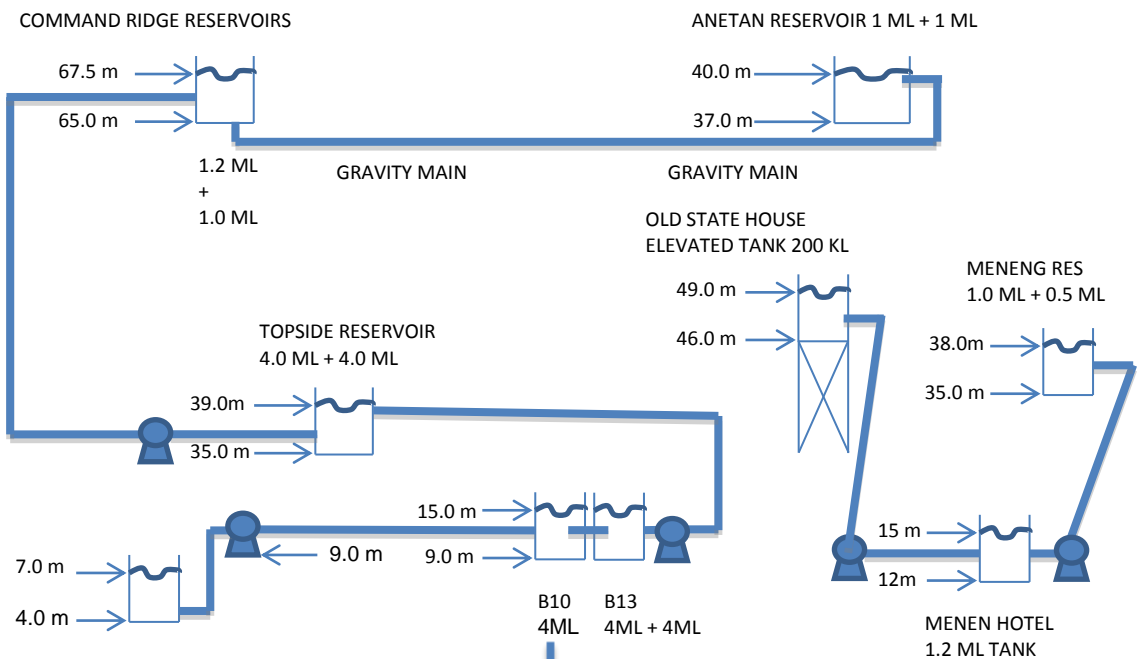 COMMAND RIDGE RESERVOIRS
67.5 m
65.0 m
1.2 ML
+
1.0 ML
GRAVITY MAIN
GRAVITY MAIN
ANETAN RESERVOIR 1 ML + 1 ML
40.0 m
37.0 m
OLD STATE HOUSE
ELEVATED TANK 200 KL
49.0 m
46.0 m
MENENG RES
1.0 ML + 0.5 ML
38.0m
35.0 m
TOPSIDE RESERVOIR
4.0 ML + 4.0 ML
39.0m
35.0 m
15.0 m
9.0 m
9.0 m
7.0 m
4.0 m
B10
4ML
B13
4ML + 4ML
15 m
12m
MENEN HOTEL
1.2 ML TANK